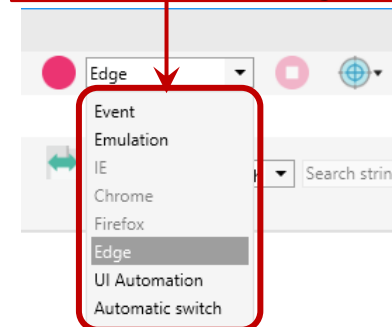 Edge
Event
Emulation
IE
Search strin
Chrome
Firefox
Edge
UI Automation
Automatic switch